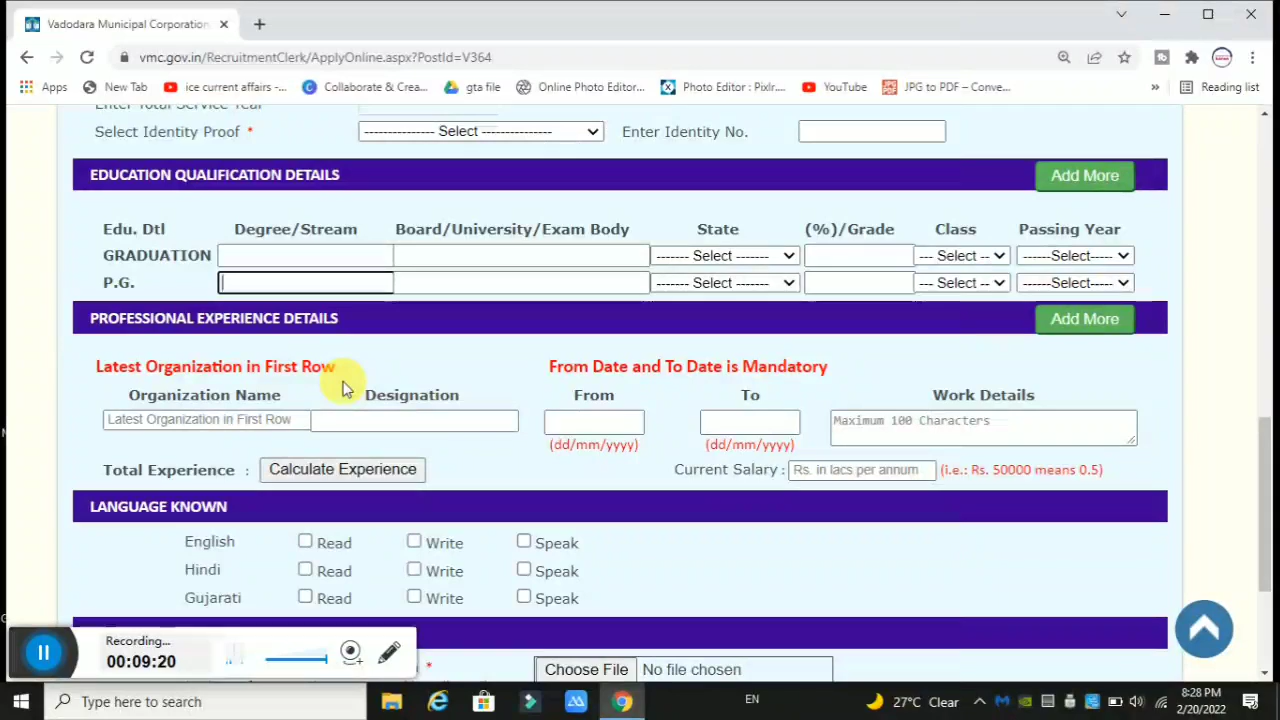 Vadodara Municipal Corporation
vmc.gov.in/RecruitmentClerk/ApplyOnline.aspx?PostId=V364
Apps New Tab ice current affairs -... Collaborate & Crea... gta file Online Photo Editor... Photo Editor : Pixlr.... YouTube JPG to PDF – Conve... » Reading list
Enter Total Service Year
Select Identity Proof * --------------- Select --------------- Enter Identity No.
EDUCATION QUALIFICATION DETAILS Add More
Edu. Dtl Degree/Stream Board/University/Exam Body State (%)/Grade Class Passing Year
GRADUATION ------- Select ------- --- Select -- ------Select-----
P.G. ------- Select ------- --- Select -- ------Select-----
PROFESSIONAL EXPERIENCE DETAILS Add More
Latest Organization in First Row From Date and To Date is Mandatory
Organization Name Designation From To Work Details
Latest Organization in First Row Maximum 100 Characters
(dd/mm/yyyy) (dd/mm/yyyy)
Total Experience : Calculate Experience Current Salary : Rs. in lacs per annum (i.e.: Rs. 50000 means 0.5)
LANGUAGE KNOWN
English Read Write Speak
Hindi Read Write Speak
Gujarati Read Write Speak
Recording...
00:09:20
* Choose File No file chosen
Type here to search EN 27°C Clear 8:28 PM
2/20/2022